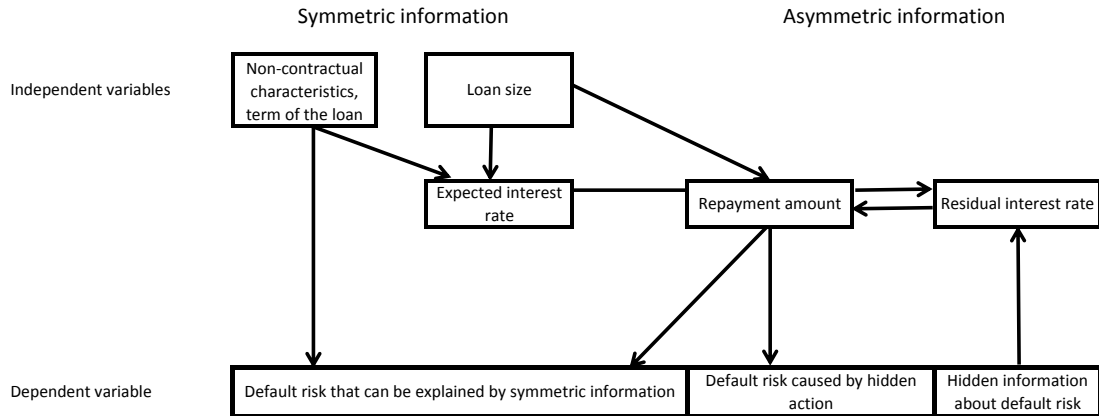 Symmetric information
Asymmetric information
Independent variables
Non-contractual
characteristics,
term of the loan
Loan size
Expected interest
rate
Repayment amount
Residual interest rate
Dependent variable
Default risk that can be explained by symmetric information
Default risk caused by hidden
action
Hidden information
about default risk